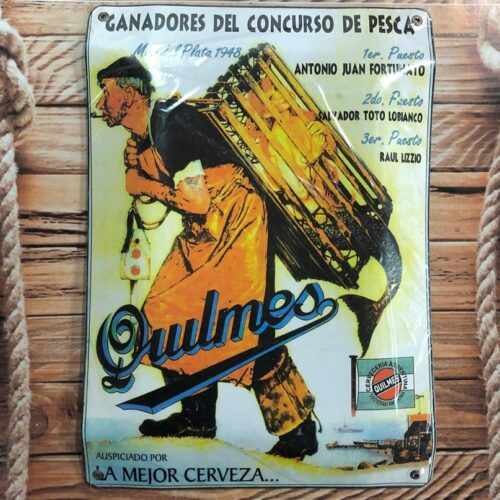 GANADORES DEL CONCURSO DE PESCA
Mar del Plata 1948
1er. Puesto
ANTONIO JUAN FORTUNATO
2do. Puesto
SALVADOR TOTO LOBIANCO
3er. Puesto
RAUL LIZZIO
Quilmes
QUILMES
AUSPICIADO POR
LA MEJOR CERVEZA...